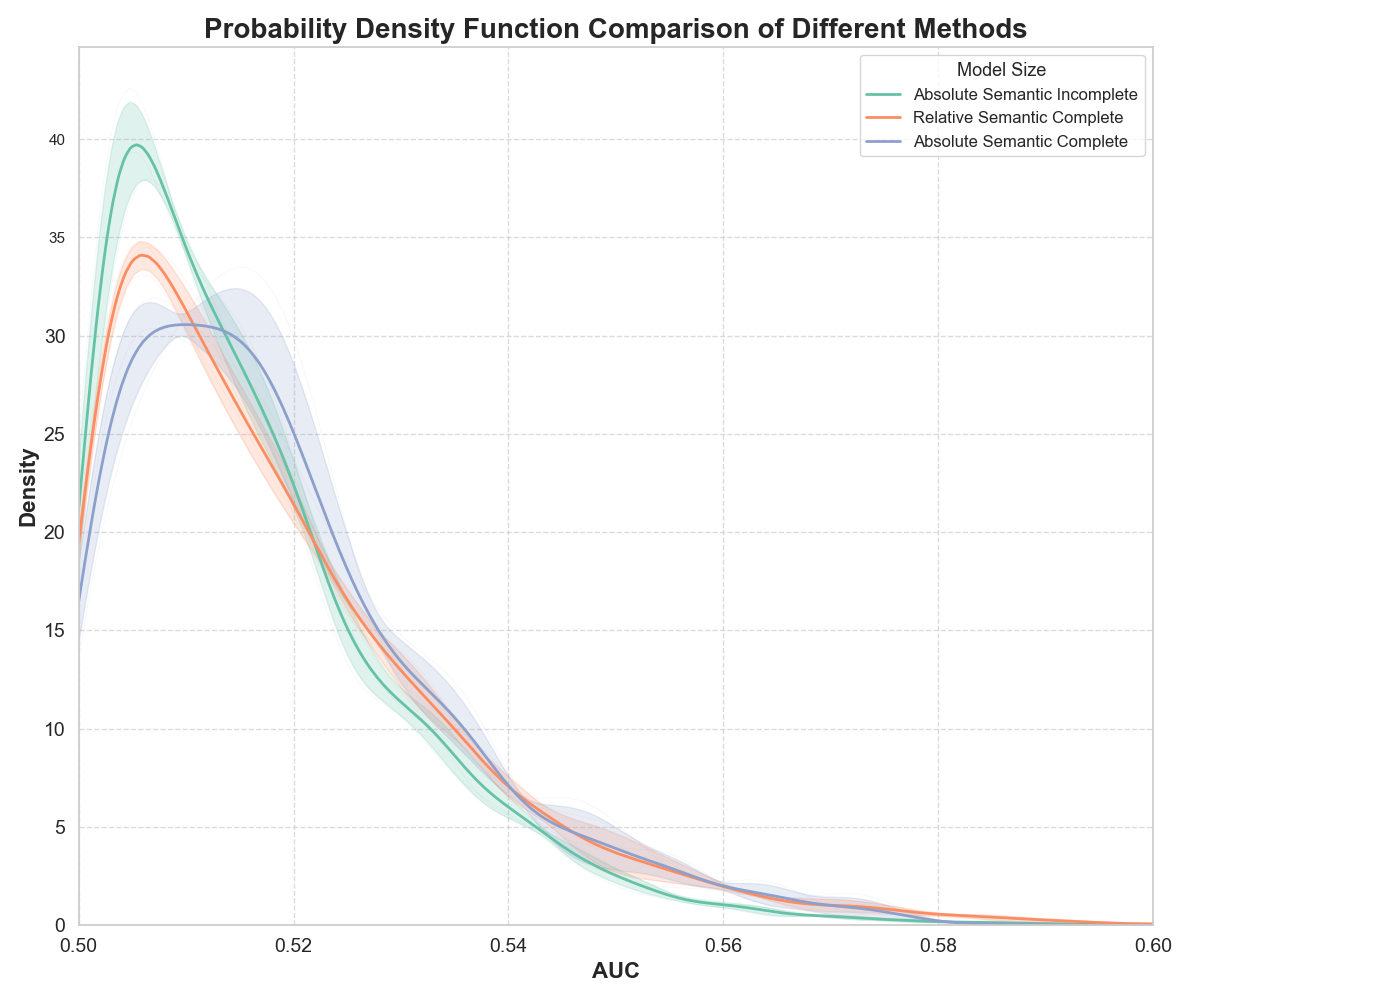 Probability Density Function Comparison of Different Methods
Model Size
Absolute Semantic Incomplete
Relative Semantic Complete
Absolute Semantic Complete
40
35
30
25
20
15
10
5
0
Density
0.50 0.52 0.54 0.56 0.58 0.60
AUC